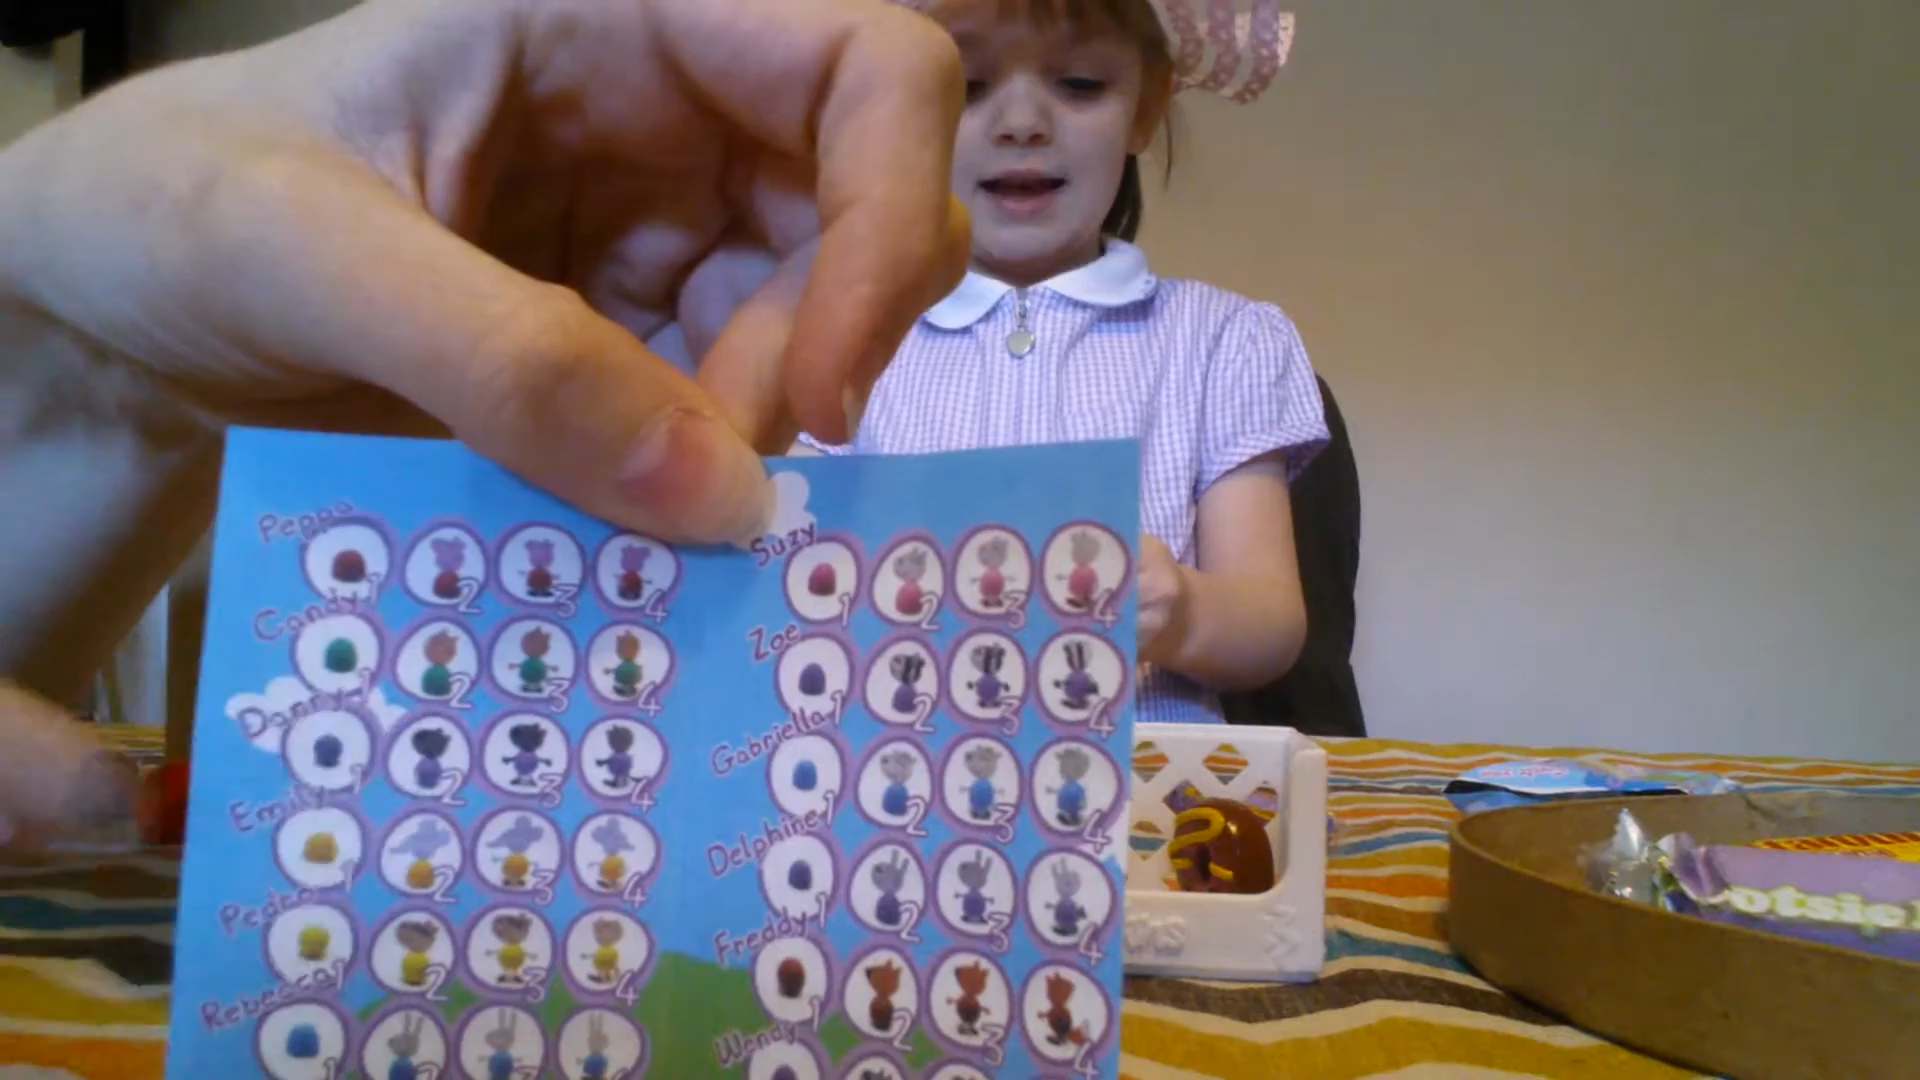 Peppa
1 2 3 4
Candy
1 2 3 4
Danny
1 2 3 4
Emily
1 2 3 4
Pedro
1 2 3 4
Rebecca
1 2 3 4
Suzy
1 2 3 4
Zoe
1 2 3 4
Gabriella
1 2 3 4
Delphine
1 2 3 4
Freddy
1 2 3 4
Wendy